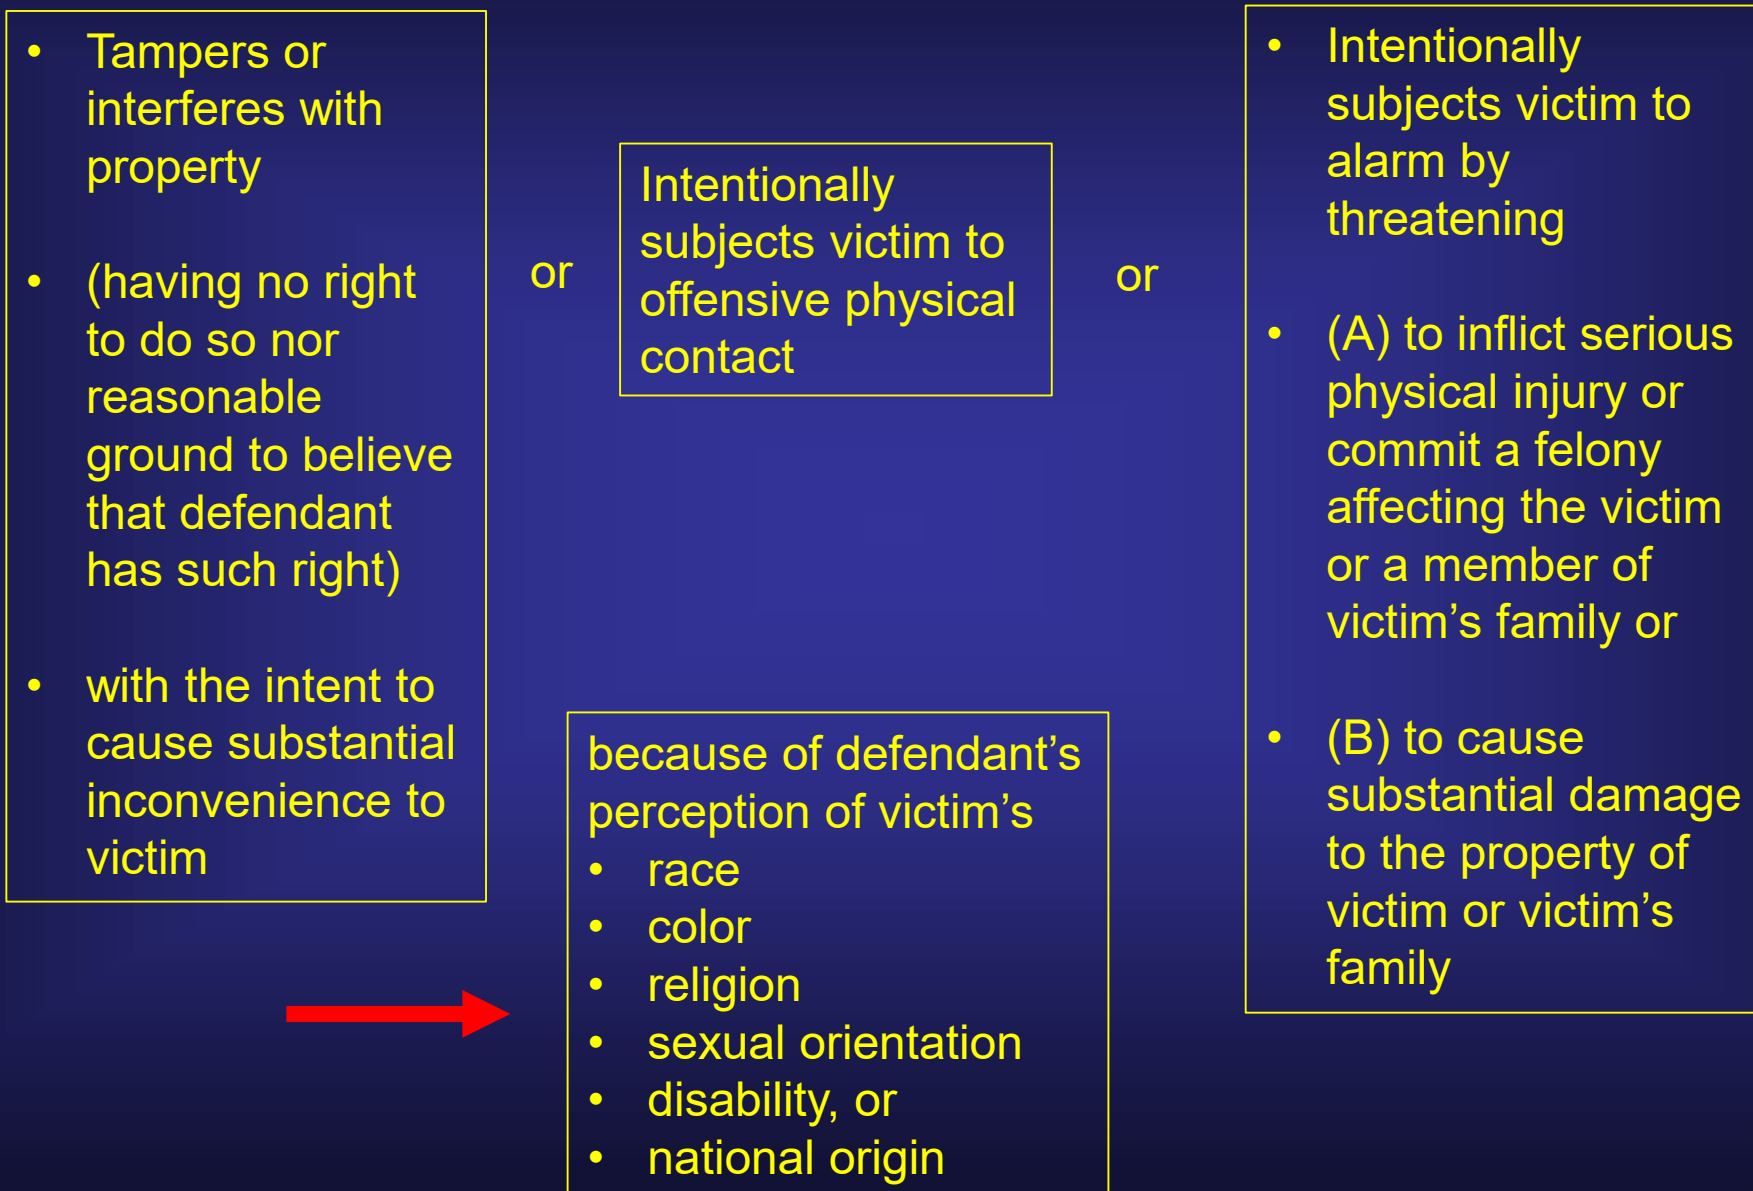 • Tampers or
interferes with
property
• (having no right
to do so nor
reasonable
ground to believe
that defendant
has such right)
• with the intent to
cause substantial
inconvenience to
victim
or
Intentionally
subjects victim to
offensive physical
contact
or
• Intentionally
subjects victim to
alarm by
threatening
• (A) to inflict serious
physical injury or
commit a felony
affecting the victim
or a member of
victim’s family or
• (B) to cause
substantial damage
to the property of
victim or victim’s
family
because of defendant’s
perception of victim’s
• race
• color
• religion
• sexual orientation
• disability, or
• national origin